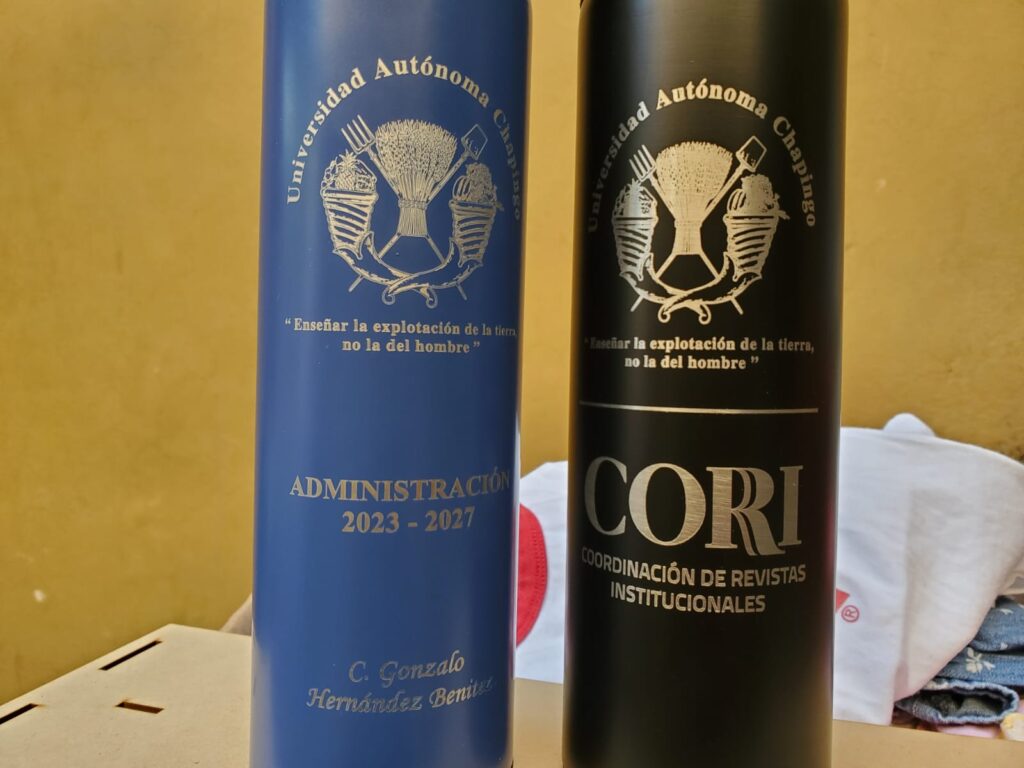 Universidad Autónoma Chapingo
“ Enseñar la explotación de la tierra,
no la del hombre ”
ADMINISTRACIÓN
2023 - 2027
C. Gonzalo
Hernández Benitez
Universidad Autónoma Chapingo
“ Enseñar la explotación de la tierra,
no la del hombre ”
CORI
COORDINACIÓN DE REVISTAS
INSTITUCIONALES
®